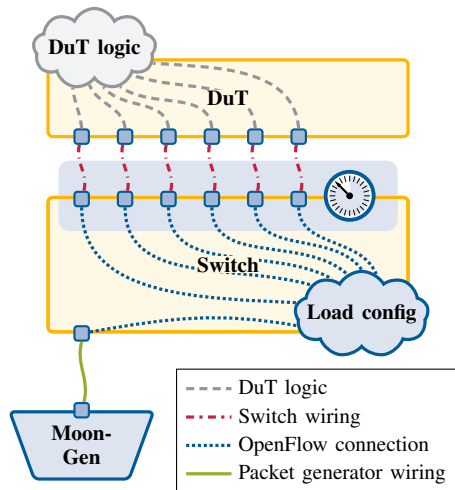 DuT logic
DuT
Switch
Load config
Moon-
Gen
DuT logic
Switch wiring
OpenFlow connection
Packet generator wiring